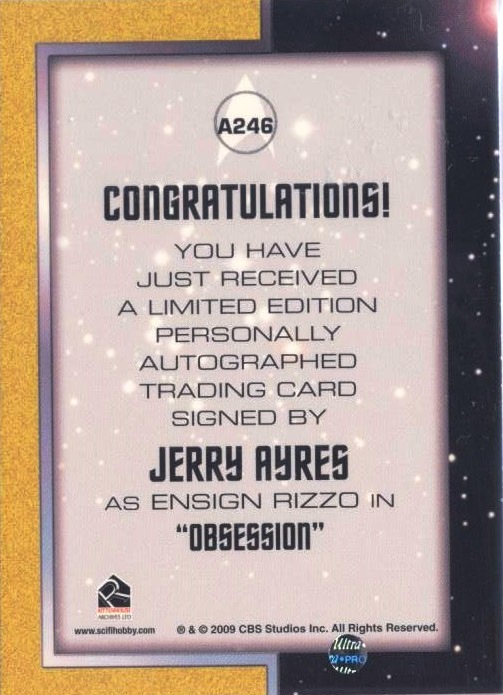 A246
CONGRATULATIONS!
YOU HAVE
JUST RECEIVED
A LIMITED EDITION
PERSONALLY
AUTOGRAPHED
TRADING CARD
SIGNED BY
JERRY AYRES
AS ENSIGN RIZZO IN
"OBSESSION"
RITTENHOUSE
ARCHIVES LTD
www.scifihobby.com ® & © 2009 CBS Studios Inc. All Rights Reserved.
Ultra
PRO